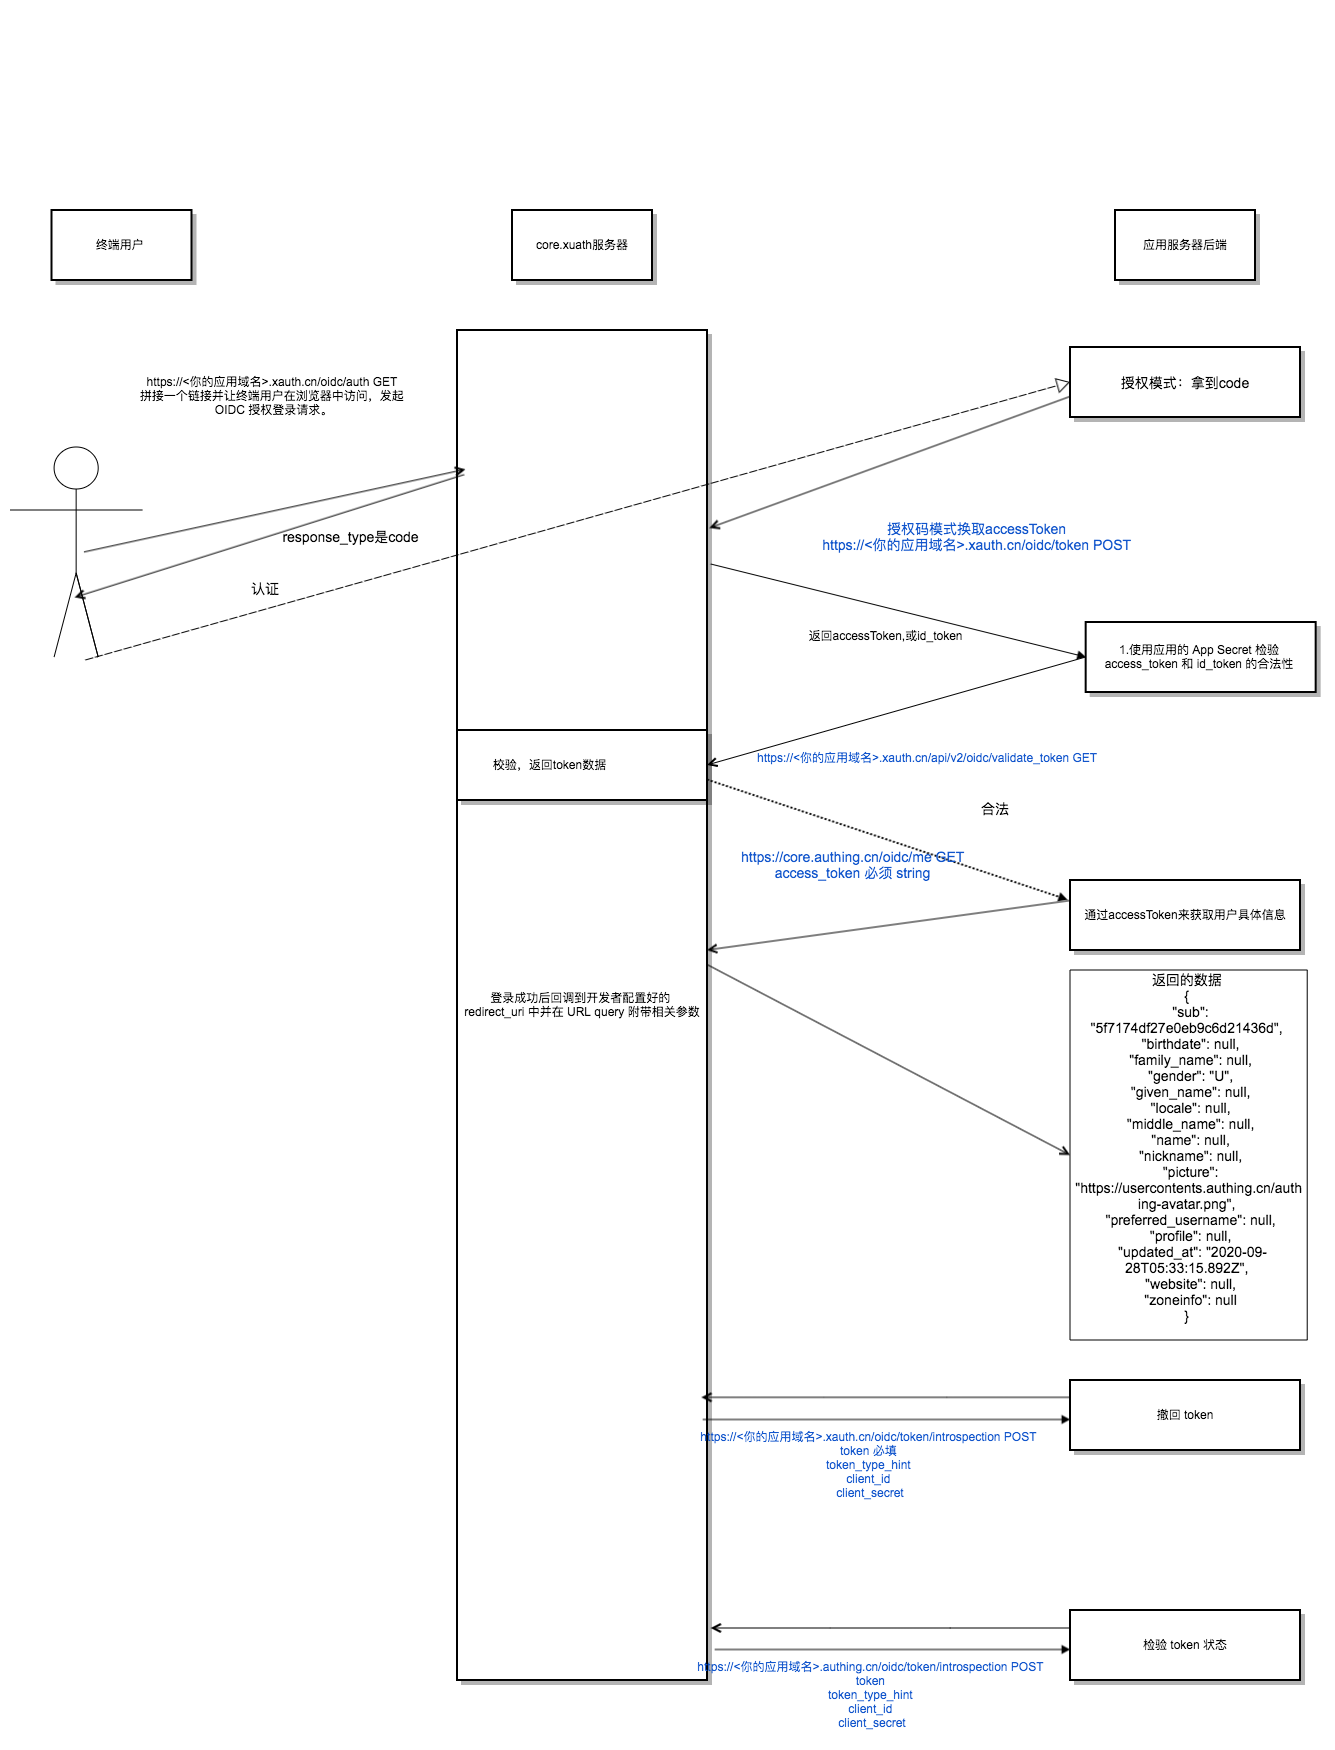 终端用户
core.xuath服务器
应用服务器后端
https://<你的应用域名>.xauth.cn/oidc/auth GET
拼接一个链接并让终端用户在浏览器中访问，发起
OIDC 授权登录请求。
授权模式：拿到code
response_type是code
授权码模式换取accessToken
https://<你的应用域名>.xauth.cn/oidc/token POST
认证
返回accessToken,或id_token
1.使用应用的 App Secret 检验
access_token 和 id_token 的合法性
校验，返回token数据
https://<你的应用域名>.xauth.cn/api/v2/oidc/validate_token GET
合法
https://core.authing.cn/oidc/me GET
access_token 必须 string
通过accessToken来获取用户具体信息
登录成功后回调到开发者配置好的
redirect_uri 中并在 URL query 附带相关参数
返回的数据
{
"sub":
"5f7174df27e0eb9c6d21436d",
"birthdate": null,
"family_name": null,
"gender": "U",
"given_name": null,
"locale": null,
"middle_name": null,
"name": null,
"nickname": null,
"picture":
"https://usercontents.authing.cn/auth
ing-avatar.png",
"preferred_username": null,
"profile": null,
"updated_at": "2020-09-
28T05:33:15.892Z",
"website": null,
"zoneinfo": null
}
撤回 token
https://<你的应用域名>.xauth.cn/oidc/token/introspection POST
token 必填
token_type_hint
client_id
client_secret
检验 token 状态
https://<你的应用域名>.authing.cn/oidc/token/introspection POST
token
token_type_hint
client_id
client_secret